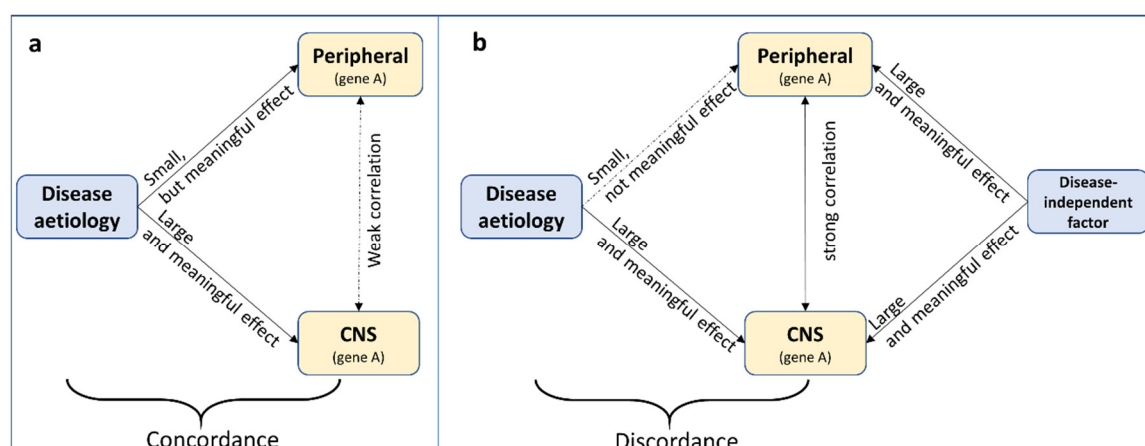 a
Peripheral
(gene A)
Small,
but meaningful effect
Disease
aetiology
Weak correlation
Large
and meaningful effect
CNS
(gene A)
Concordance
b
Peripheral
(gene A)
Small,
not meaningful effect
Large
and meaningful effect
Disease
aetiology
strong correlation
Disease-
independent
factor
Large
and meaningful effect
Large
and meaningful effect
CNS
(gene A)
Discordance